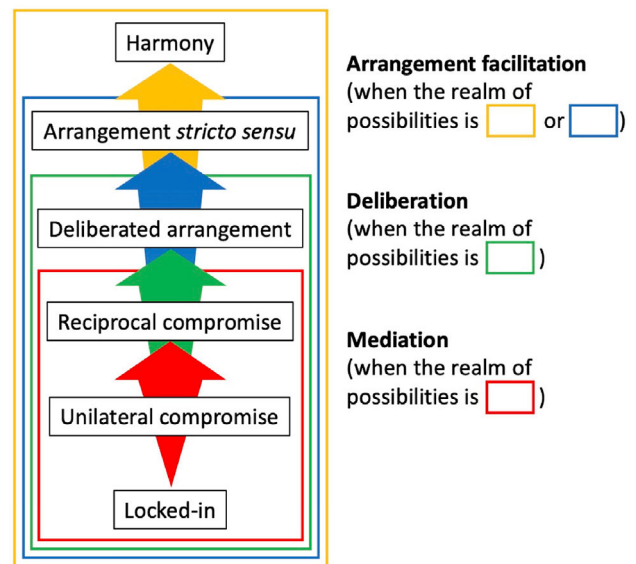 Harmony
Arrangement stricto sensu
Deliberated arrangement
Reciprocal compromise
Unilateral compromise
Locked-in
Arrangement facilitation
(when the realm of
possibilities is or )
Deliberation
(when the realm of
possibilities is )
Mediation
(when the realm of
possibilities is )